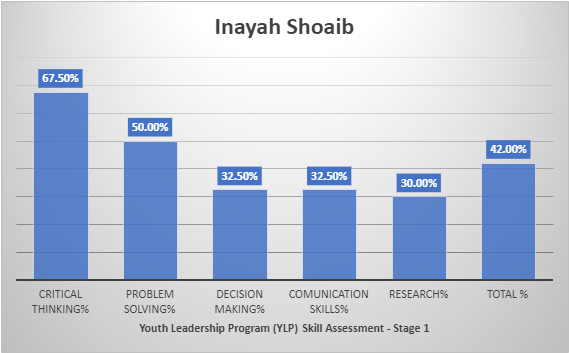 Inayah Shoaib
67.50%
50.00%
32.50%
32.50%
30.00%
42.00%
CRITICAL
THINKING%
PROBLEM
SOLVING%
DECISION
MAKING%
COMUNICATION
SKILLS%
RESEARCH%
TOTAL %
Youth Leadership Program (YLP) Skill Assessment - Stage 1